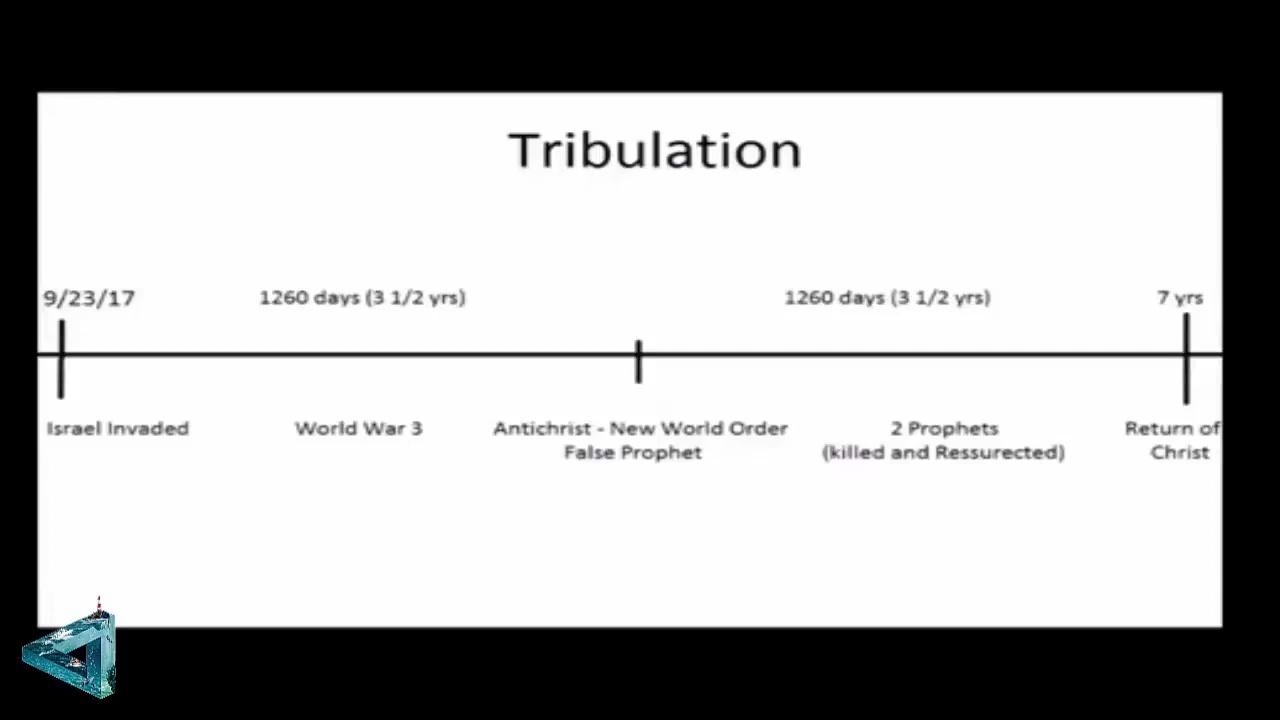 Tribulation
9/23/17
1260 days (3 1/2 yrs)
1260 days (3 1/2 yrs)
7 yrs
Israel Invaded
World War 3
Antichrist - New World Order
False Prophet
2 Prophets
(killed and Ressurected)
Return of
Christ